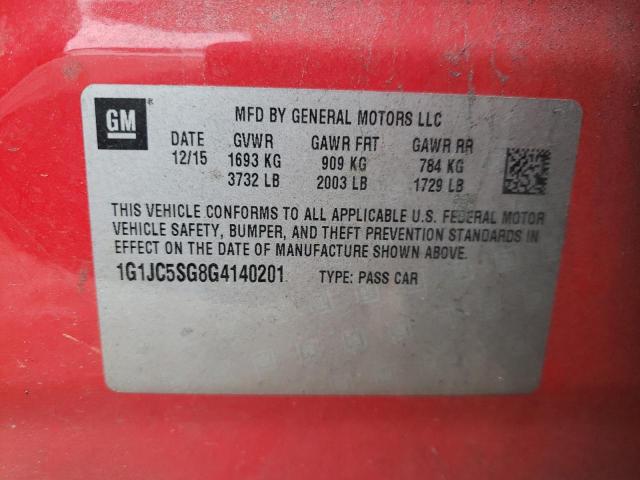 GM
MFD BY GENERAL MOTORS LLC
DATE GVWR GAWR FRT GAWR RR
12/15 1693 KG 909 KG 784 KG
3732 LB 2003 LB 1729 LB
THIS VEHICLE CONFORMS TO ALL APPLICABLE U.S. FEDERAL MOTOR
VEHICLE SAFETY, BUMPER, AND THEFT PREVENTION STANDARDS IN
EFFECT ON THE DATE OF MANUFACTURE SHOWN ABOVE.
1G1JC5SG8G4140201 TYPE: PASS CAR